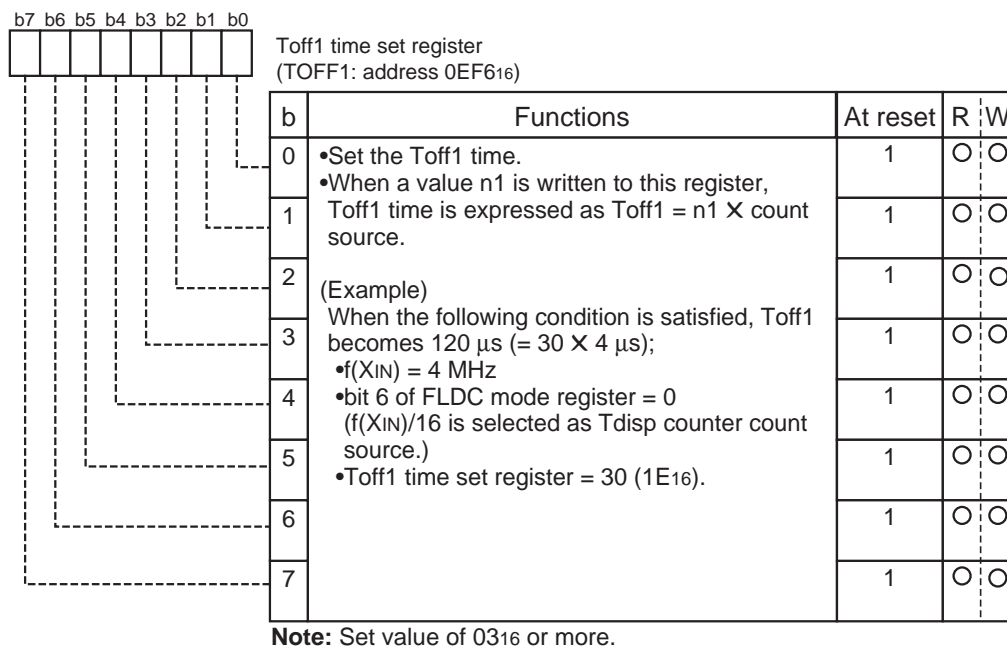 b7 b6 b5 b4 b3 b2 b1 b0
Toff1 time set register
(TOFF1: address 0EF616)
b Functions At reset R W
0 •Set the Toff1 time. 1
•When a value n1 is written to this register,
1 Toff1 time is expressed as Toff1 = n1 X count 1
source.
2 1
(Example)
When the following condition is satisfied, Toff1
3 becomes 120 µs (= 30 X 4 µs); 1
•f(XIN) = 4 MHz
4 •bit 6 of FLDC mode register = 0 1
(f(XIN)/16 is selected as Tdisp counter count
5 source.) 1
•Toff1 time set register = 30 (1E16).
6 1
7 1
Note: Set value of 0316 or more.